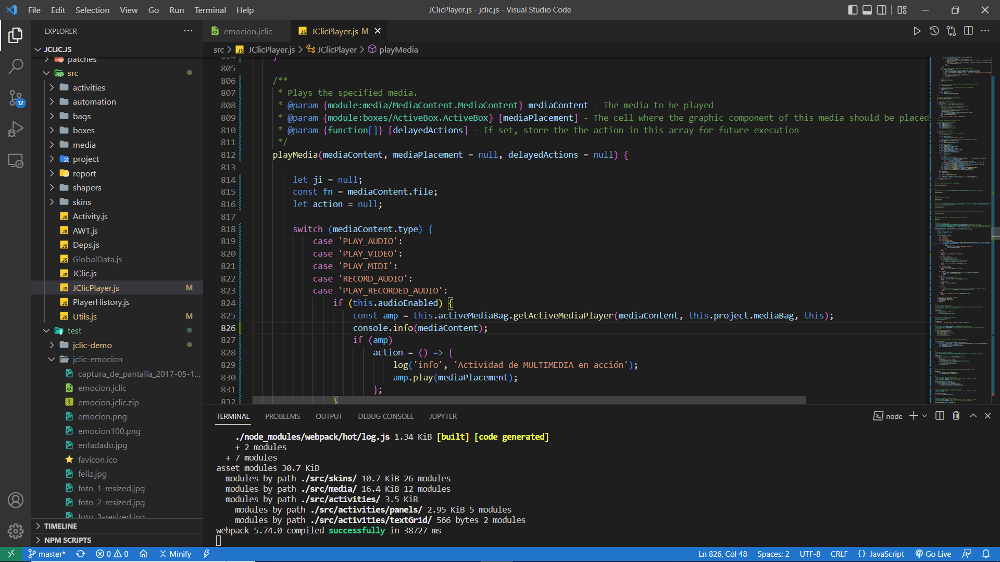 File Edit Selection View Go Run Terminal Help
JClicPlayer.js - jclic.js - Visual Studio Code
EXPLORER
JCLIC.JS
patches
src
activities
automation
bags
boxes
media
project
report
shapers
skins
Activity.js
AWT.js
Deps.js
GlobalData.js
JClic.js
JClicPlayer.js M
PlayerHistory.js
Utils.js M
test
jclic-demo
jclic-emocion
captura_de_pantalla_2017-05-1...
emocion.jclic
emocion.jclic.zip
emocion.png
emocion100.png
enfadado.jpg
favicon.ico
feliz.jpg
foto_1-resized.jpg
foto_2-resized.jpg
foto_3-resized.jpg
TIMELINE
NPM SCRIPTS
12
emocion.jclic
JClicPlayer.js M
src > JClicPlayer.js > JClicPlayer > playMedia
804 }
805
806 /**
807 * Plays the specified media.
808 * @param {module:media/MediaContent.MediaContent} mediaContent - The media to be played
809 * @param {module:boxes/ActiveBox.ActiveBox} [mediaPlacement] - The cell where the graphic component of this media should be placed
810 * @param {function[]} [delayedActions] - If set, store the the action in this array for future execution
811 */
812 playMedia(mediaContent, mediaPlacement = null, delayedActions = null) {
813
814 let ji = null;
815 const fn = mediaContent.file;
816 let action = null;
817
818 switch (mediaContent.type) {
819 case 'PLAY_AUDIO':
820 case 'PLAY_VIDEO':
821 case 'PLAY_MIDI':
822 case 'RECORD_AUDIO':
823 case 'PLAY_RECORDED_AUDIO':
824 if (this.audioEnabled) {
825 const amp = this.activeMediaBag.getActiveMediaPlayer(mediaContent, this.project.mediaBag, this);
826 console.info(mediaContent);
827 if (amp)
828 action = () => {
829 log('info', 'Actividad de MULTIMEDIA en acción');
830 amp.play(mediaPlacement);
831 };
832 }
TERMINAL PROBLEMS OUTPUT DEBUG CONSOLE JUPYTER
node
./node_modules/webpack/hot/log.js 1.34 KiB [built] [code generated]
+ 2 modules
+ 7 modules
asset modules 30.7 KiB
modules by path ./src/skins/ 10.7 KiB 26 modules
modules by path ./src/media/ 16.4 KiB 12 modules
modules by path ./src/activities/ 3.5 KiB
modules by path ./src/activities/panels/ 2.95 KiB 5 modules
modules by path ./src/activities/textGrid/ 566 bytes 2 modules
webpack 5.74.0 compiled successfully in 38727 ms
master* 0 0 Minify
Ln 826, Col 48 Spaces: 2 UTF-8 CRLF {} JavaScript Go Live